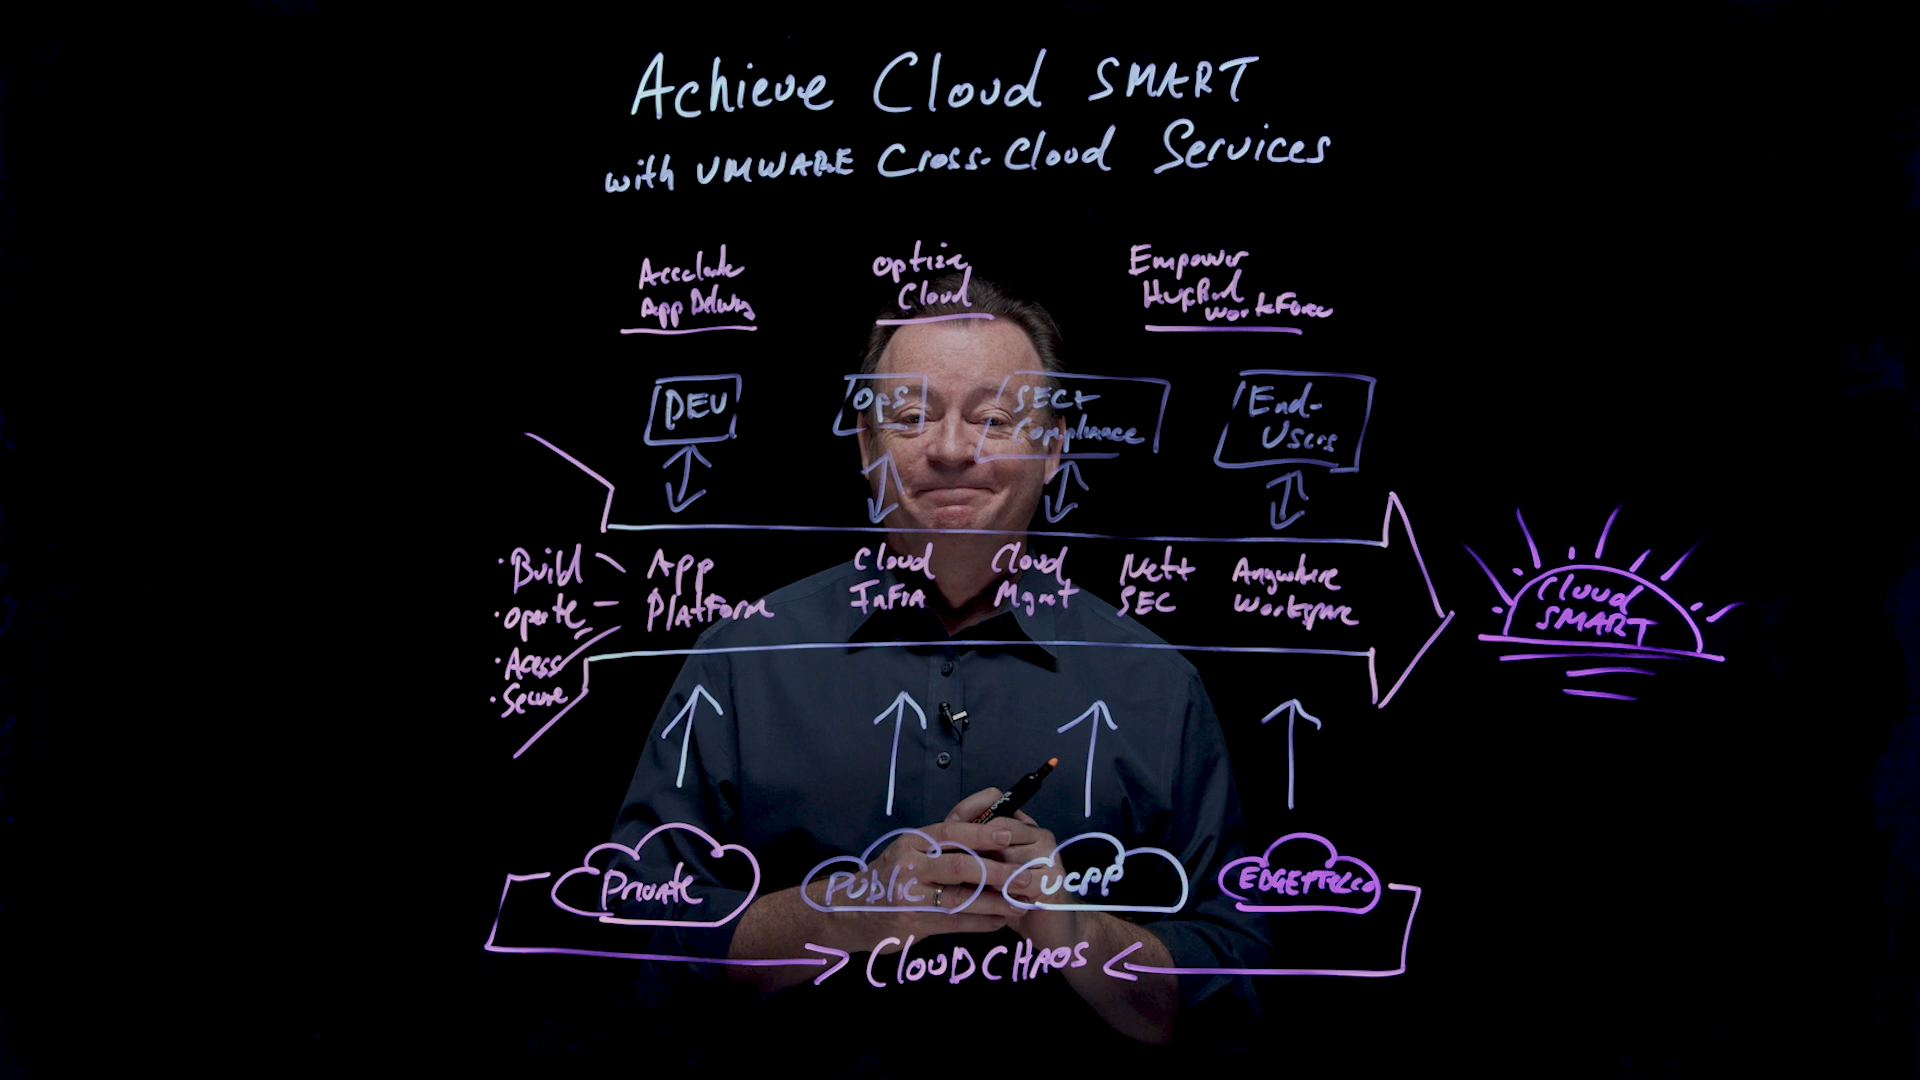 Achieve Cloud SMART
with VMWARE Cross-Cloud Services
Accelerate
App Delivery
Optimize
Cloud
Empower
Hybrid
WorkForce
DEV
OPS
SEC+
Compliance
End-
Users
• Build
• Operate
• Access
• Secure
App
PlatForm
Cloud
InFra
Cloud
Mgmt
Net+
SEC
Anywhere
Workspace
Cloud
SMART
Private
Public
VCPP
EDGE+TELCO
CLOUD CHAOS